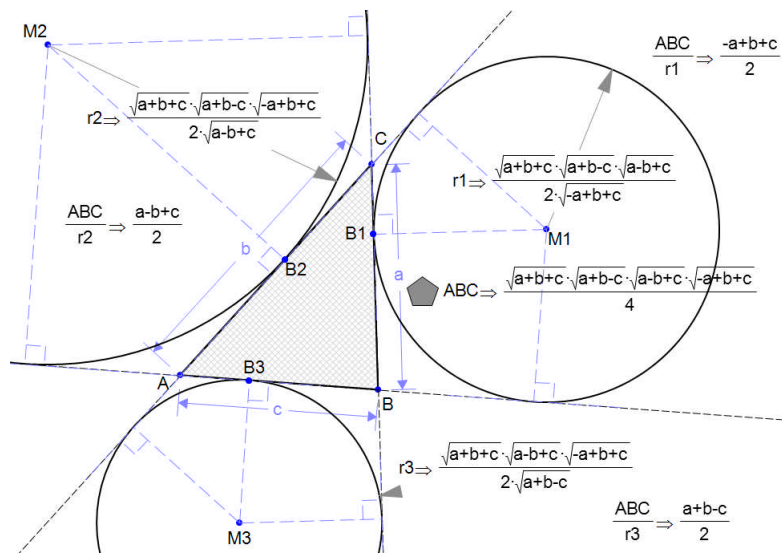 M2
ABC/r1⇒ (-a+b+c)/2
r2⇒ (√(a+b+c)·√(a+b-c)·√(-a+b+c))/(2·√(a-b+c))
C
r1⇒ (√(a+b+c)·√(a+b-c)·√(a-b+c))/(2·√(-a+b+c))
ABC/r2⇒ (a-b+c)/2
b
B1
M1
B2
a
ABC⇒ (√(a+b+c)·√(a+b-c)·√(a-b+c)·√(-a+b+c))/4
A
B3
B
c
r3⇒ (√(a+b+c)·√(a-b+c)·√(-a+b+c))/(2·√(a+b-c))
ABC/r3⇒ (a+b-c)/2
M3